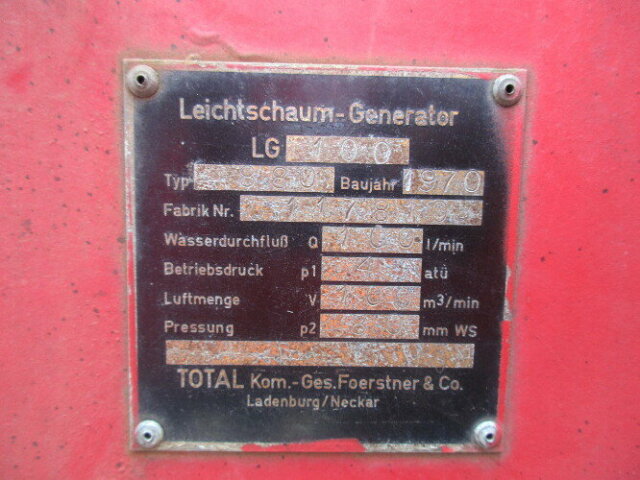 Leichtschaum-Generator
LG 100
Typ Baujahr 1970
Fabrik Nr.
Wasserdurchfluß Q 100 l/min
Betriebsdruck p1 atü
Luftmenge V m³/min
Pressung p2 mm WS
TOTAL Kom.-Ges. Foerstner & Co.
Ladenburg/Neckar